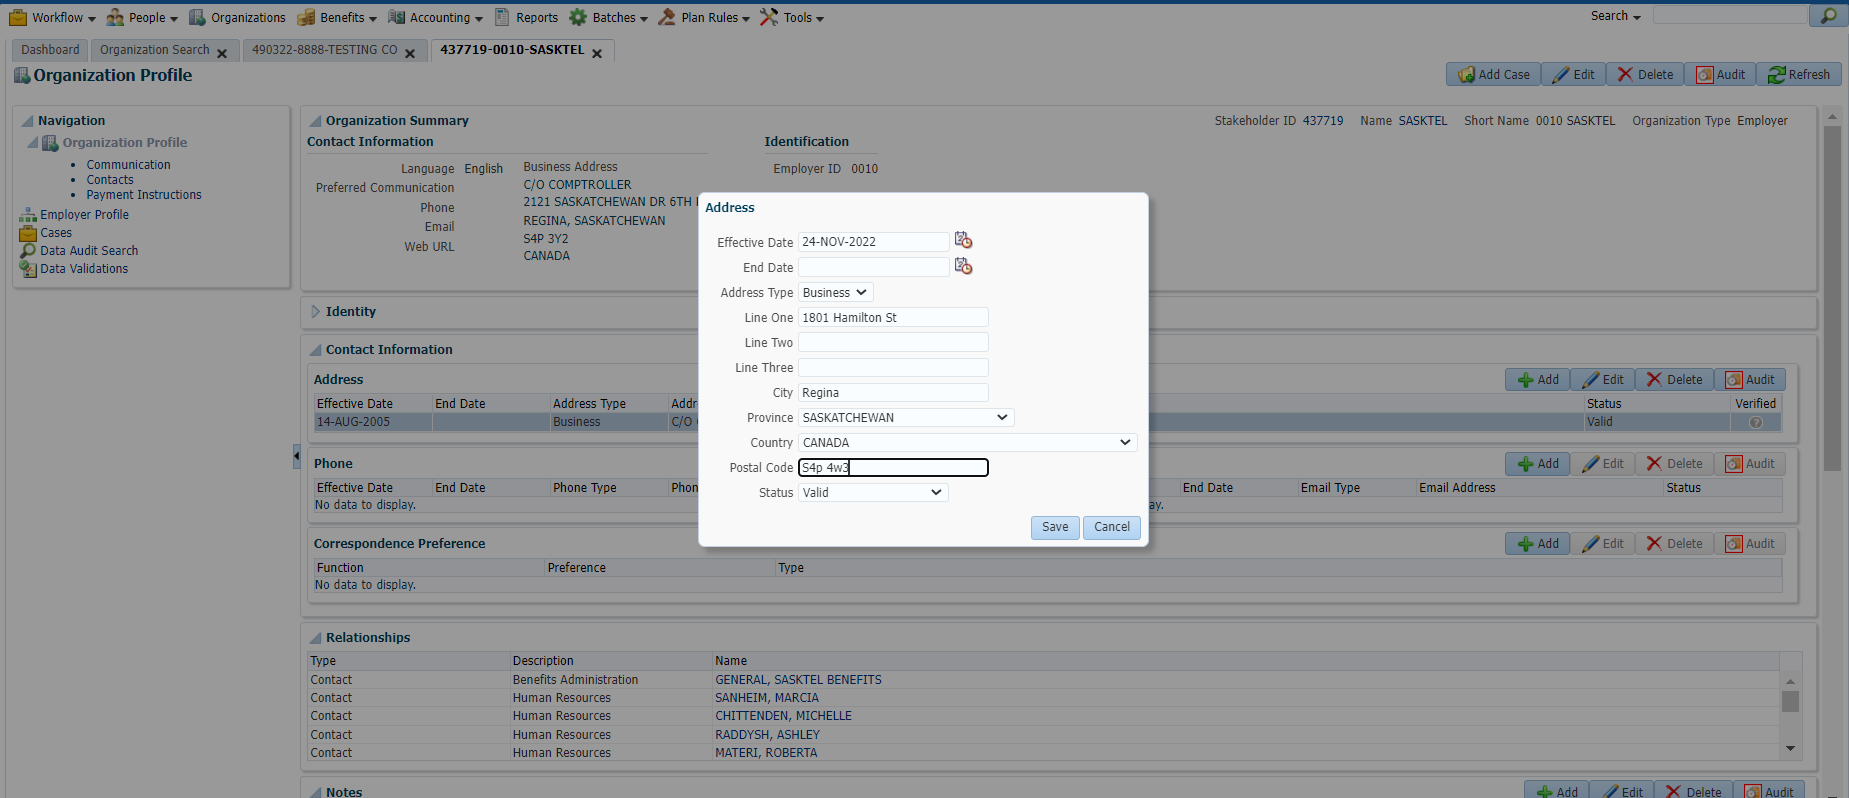 Workflow People Organizations Benefits Accounting Reports Batches Plan Rules Tools Search
Dashboard Organization Search 490322-8888-TESTING CO 437719-0010-SASKTEL
Organization Profile Add Case Edit Delete Audit Refresh
Navigation
Organization Profile
Communication
Contacts
Payment Instructions
Employer Profile
Cases
Data Audit Search
Data Validations
Organization Summary Stakeholder ID 437719 Name SASKTEL Short Name 0010 SASKTEL Organization Type Employer
Contact Information Identification
Language English Business Address Employer ID 0010
Preferred Communication C/O COMPTROLLER
Phone 2121 SASKATCHEWAN DR 6TH
Email REGINA, SASKATCHEWAN
Web URL S4P 3Y2
CANADA
Address
Effective Date 24-NOV-2022
End Date
Address Type Business
Line One 1801 Hamilton St
Line Two
Line Three
City Regina
Province SASKATCHEWAN
Country CANADA
Postal Code S4p 4w3
Status Valid
Save Cancel
Identity
Contact Information
Address Add Edit Delete Audit
Effective Date End Date Address Type Addr Status Verified
14-AUG-2005 Business C/O Valid
Phone Add Edit Delete Audit
Effective Date End Date Phone Type Phon End Date Email Type Email Address Status
No data to display. ay.
Correspondence Preference Add Edit Delete Audit
Function Preference Type
No data to display.
Relationships
Type Description Name
Contact Benefits Administration GENERAL, SASKTEL BENEFITS
Contact Human Resources SANHEIM, MARCIA
Contact Human Resources CHITTENDEN, MICHELLE
Contact Human Resources RADDYSH, ASHLEY
Contact Human Resources MATERI, ROBERTA
Notes Add Edit Delete Audit